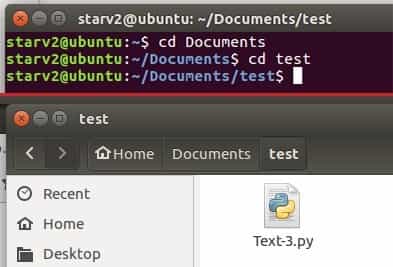 starv2@ubuntu: ~/Documents/test
starv2@ubuntu:~$ cd Documents
starv2@ubuntu:~/Documents$ cd test
starv2@ubuntu:~/Documents/test$
test
Home Documents test
Recent
Home
Desktop
Text-3.py